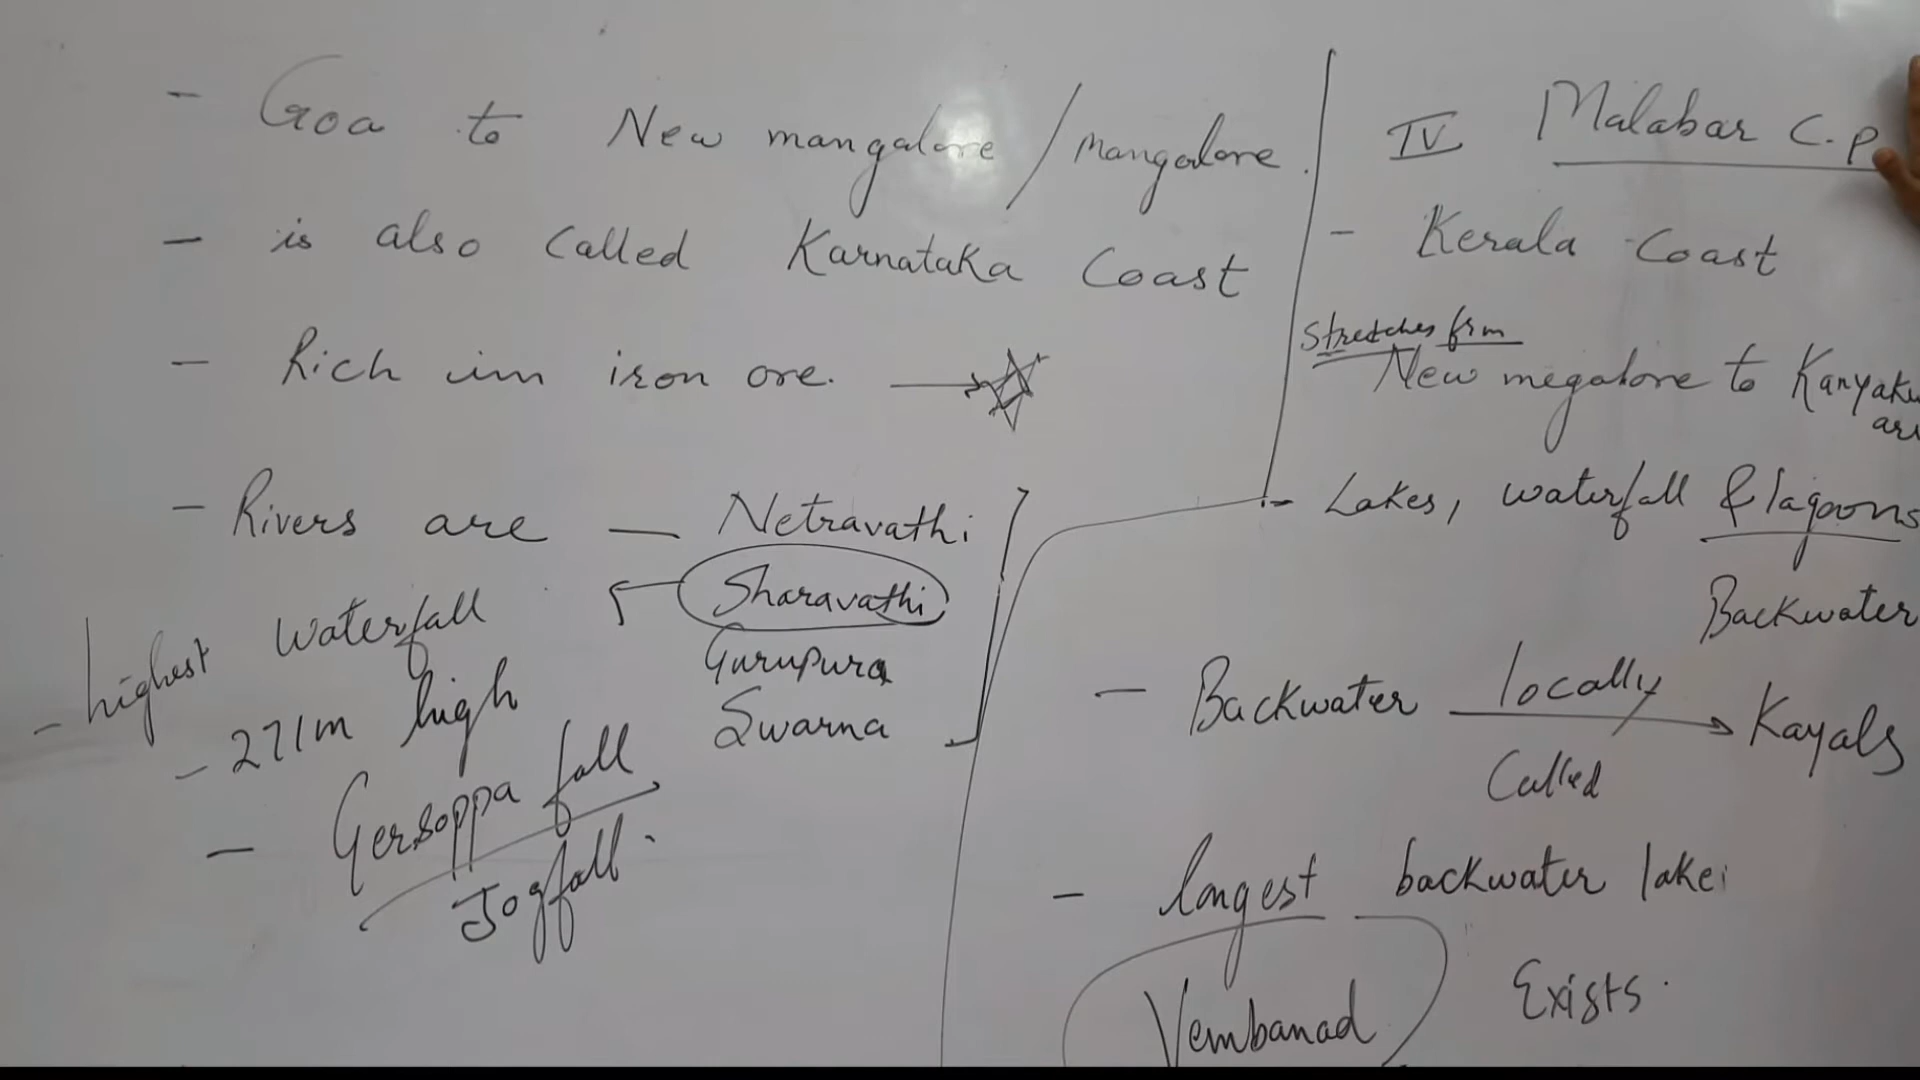 - Goa to New mangalore / Mangalore.
- is also called Karnataka Coast
- Rich in iron ore. →
- Rivers are — Netravathi
Sharavathi
Gurupura
Swarna
- highest waterfall
- 271m high
- Gersoppa fall
Jogfall.
IV Malabar C.P
- Kerala Coast
Stretches frm
New megalore to Kanyaku
ari
- Lakes, waterfall & lagoons
Backwater
- Backwater locally → Kayals
Called
- longest backwater lake
Vembanad Exists.